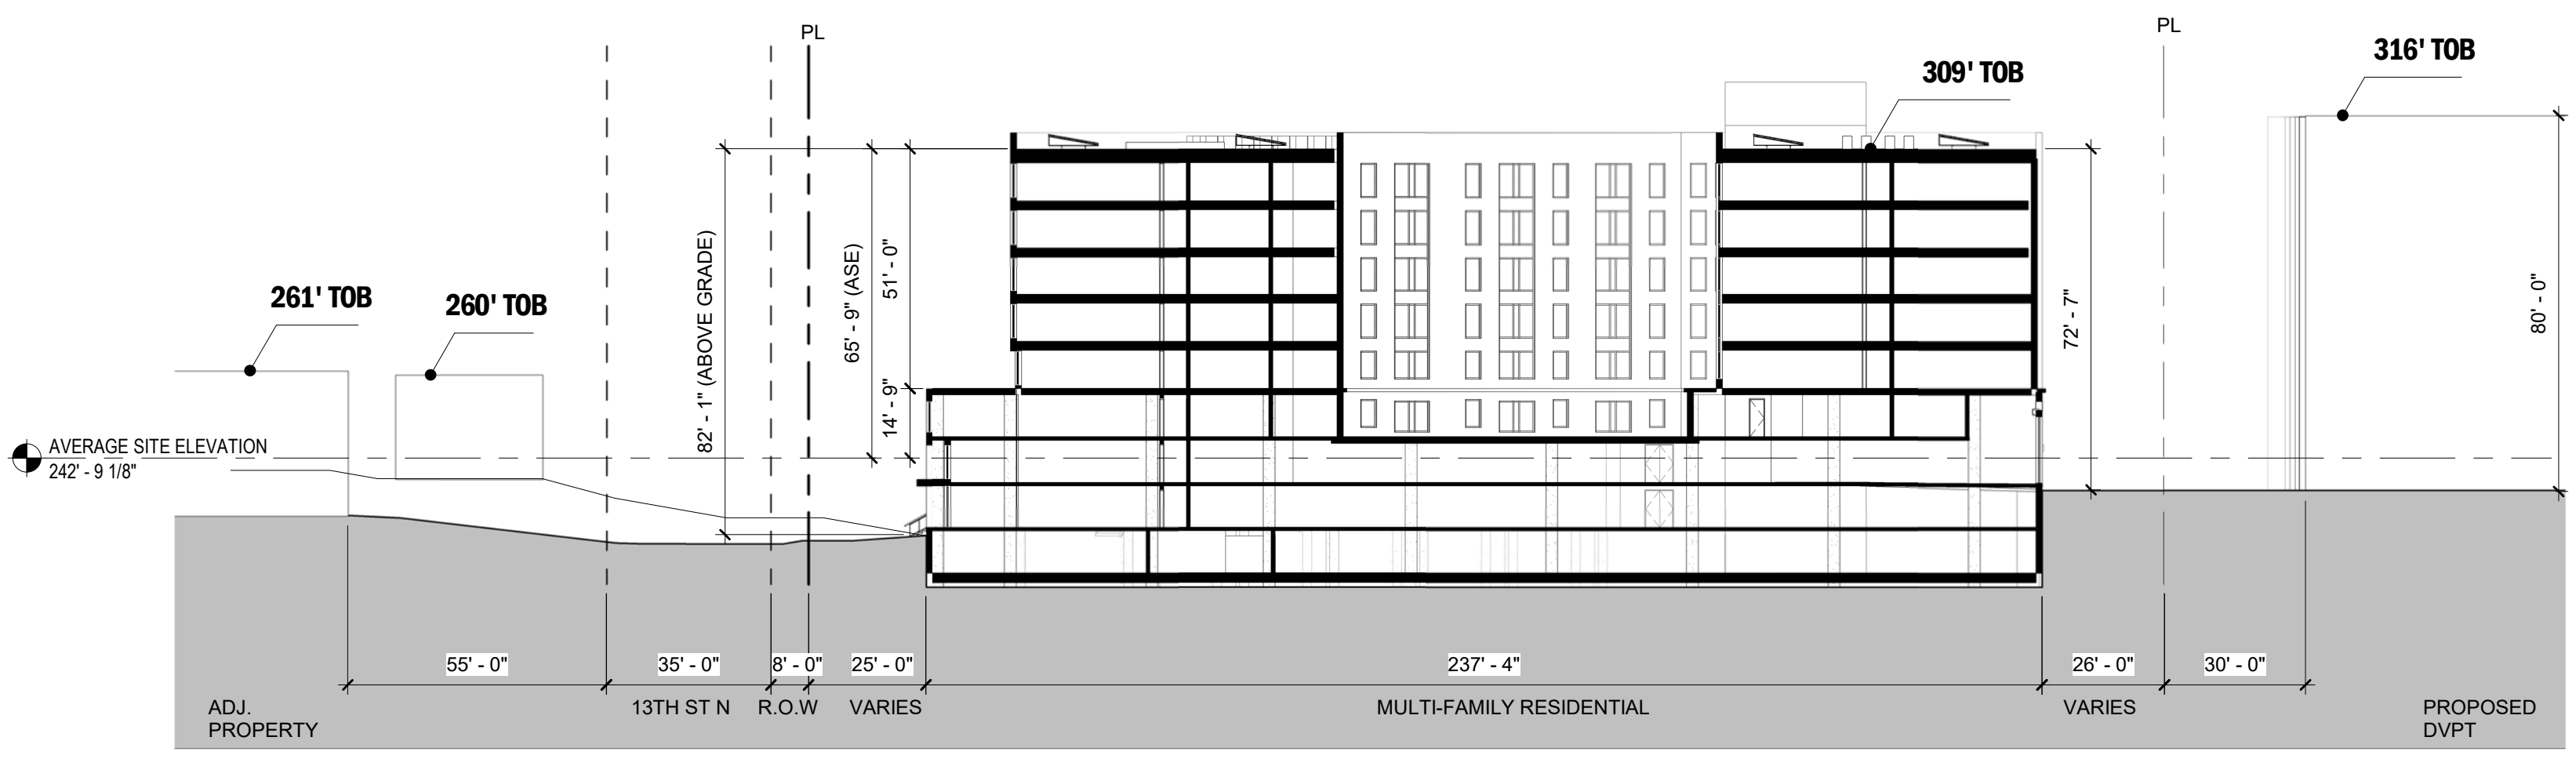 PL
PL
316' TOB
309' TOB
261' TOB
260' TOB
82' - 1" (ABOVE GRADE)
65' - 9" (ASE)
51' - 0"
14' - 9"
72' - 7"
80' - 0"
AVERAGE SITE ELEVATION
242' - 9 1/8"
55' - 0"
35' - 0"
8' - 0"
25' - 0"
237' - 4"
26' - 0"
30' - 0"
ADJ.
PROPERTY
13TH ST N
R.O.W
VARIES
MULTI-FAMILY RESIDENTIAL
VARIES
PROPOSED
DVPT